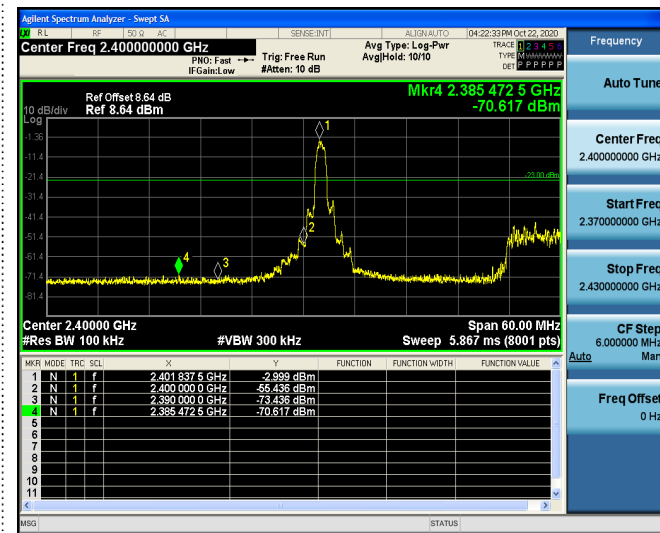 Agilent Spectrum Analyzer - Swept SA
LXI RL RF 50 Ω AC SENSE:INT ALIGN AUTO 04:22:33 PM Oct 22, 2020
Center Freq 2.400000000 GHz
PNO: Fast
IFGain:Low
Trig: Free Run
#Atten: 10 dB
Avg Type: Log-Pwr
Avg|Hold: 10/10
TRACE 1 2 3 4 5 6
TYPE M
DET P P P P P P
Ref Offset 8.64 dB
Ref 8.64 dBm
10 dB/div
Log
Mkr4 2.385 472 5 GHz
-70.617 dBm
-1.36
-11.4
-21.4
-31.4
-41.4
-51.4
-61.4
-71.4
-81.4
-23.00 dBm
1
2
3
4
Center 2.40000 GHz
Span 60.00 MHz
#Res BW 100 kHz
#VBW 300 kHz
Sweep 5.867 ms (8001 pts)
MKR MODE TRC SCL X Y FUNCTION FUNCTION WIDTH FUNCTION VALUE
1 N 1 f 2.401 837 5 GHz -2.999 dBm
2 N 1 f 2.400 000 0 GHz -55.436 dBm
3 N 1 f 2.390 000 0 GHz -73.436 dBm
4 N 1 f 2.385 472 5 GHz -70.617 dBm
5
6
7
8
9
10
11
MSG
STATUS
Frequency
Auto Tune
Center Freq
2.400000000 GHz
Start Freq
2.370000000 GHz
Stop Freq
2.430000000 GHz
CF Step
6.000000 MHz
Auto Man
Freq Offset
0 Hz